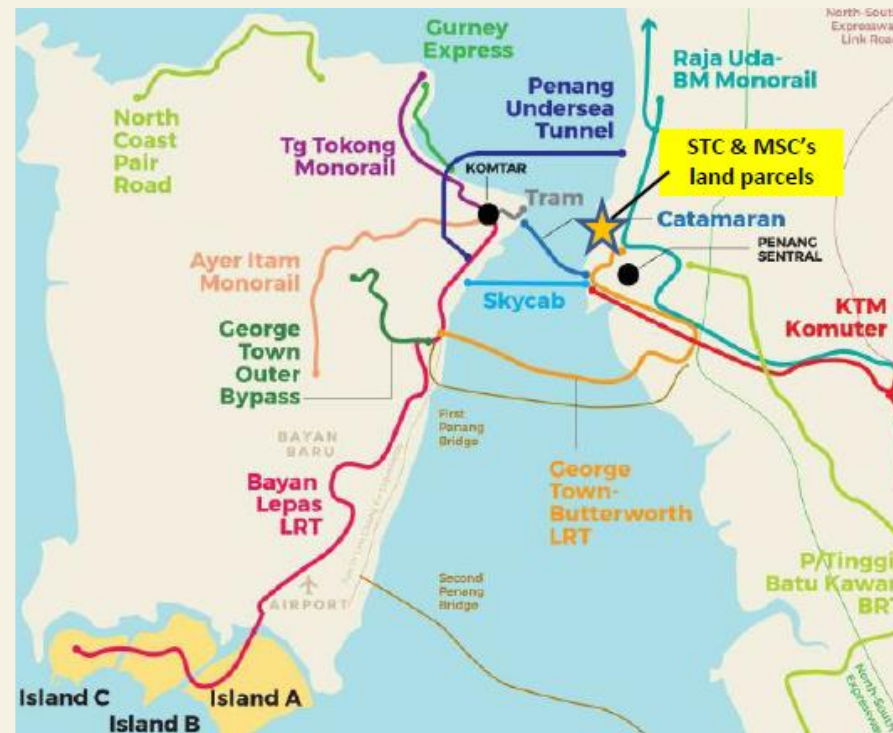 North-South
Expressway
Link Road
Gurney
Express
Raja Uda-
BM Monorail
Penang
Undersea
Tunnel
North
Coast
Pair
Road
Tg Tokong
Monorail
STC & MSC's
land parcels
KOMTAR
Tram
Catamaran
PENANG
SENTRAL
Ayer Itam
Monorail
Skycab
KTM
Komuter
George
Town
Outer
Bypass
First
Penang
Bridge
BAYAN
BARU
Bayan
Lepas
LRT
George
Town-
Butterworth
LRT
Second
Penang
Bridge
AIRPORT
P/Tinggi
Batu Kawan
BRT
North-South
Expressway
Island C
Island B
Island A